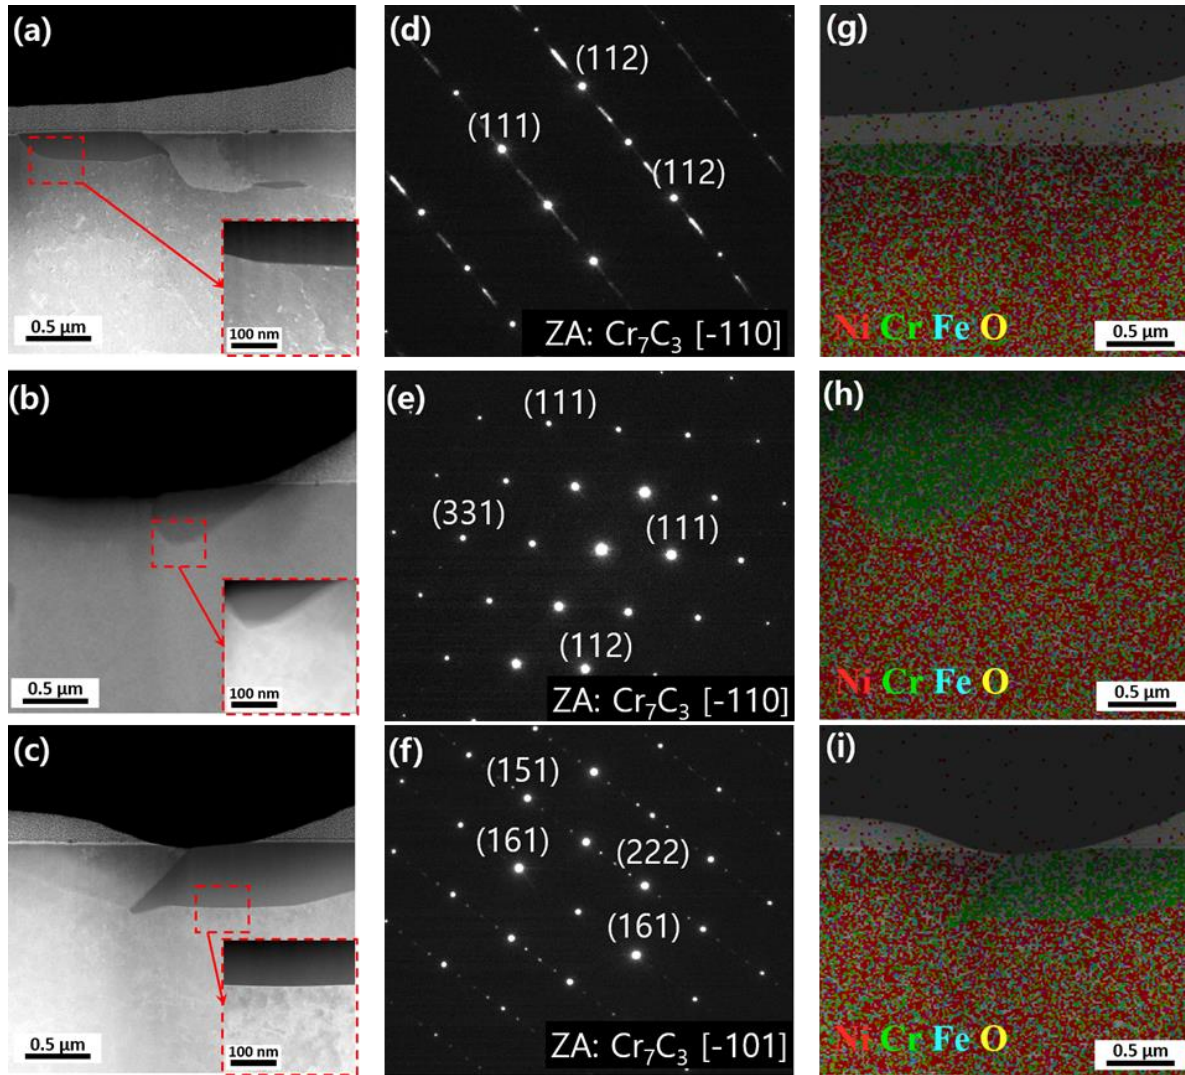 (a)
0.5 µm
100 nm
(d)
(112)
(111)
(112)
ZA: Cr₇C₃ [-110]
(g)
Ni Cr Fe O
0.5 µm
(b)
0.5 µm
100 nm
(e)
(111)
(331)
(111)
(112)
ZA: Cr₇C₃ [-110]
(h)
Ni Cr Fe O
0.5 µm
(c)
0.5 µm
100 nm
(f)
(151)
(161)
(222)
(161)
ZA: Cr₇C₃ [-101]
(i)
Ni Cr Fe O
0.5 µm